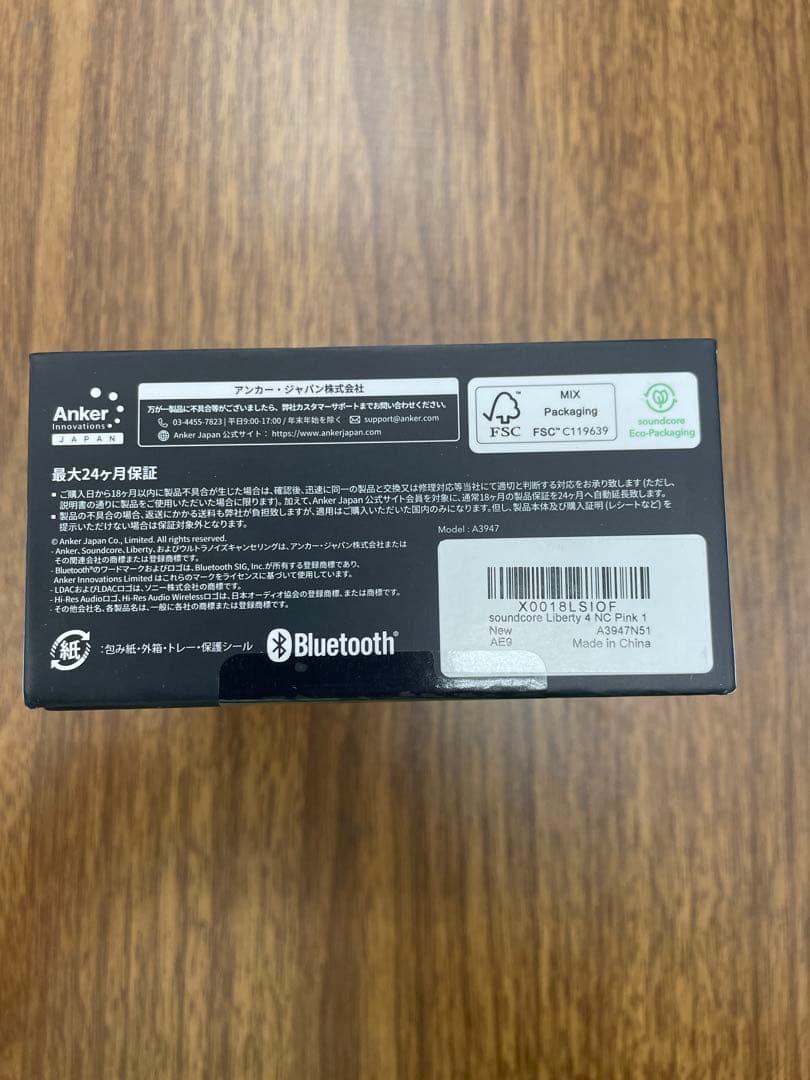 Anker
Innovations
JAPAN
アンカー・ジャパン株式会社
万が一製品に不具合等がございましたら、弊社カスタマーサポートまでお問い合わせください。
03-4455-7823 | 平日9:00-17:00 / 年末年始を除く support@anker.com
Anker Japan 公式サイト： https://www.ankerjapan.com
FSC
MIX
Packaging
FSC™ C119639
soundcore
Eco-Packaging
最大24ヶ月保証
▪ ご購入日から18ヶ月以内に製品不具合が生じた場合は、確認後、迅速に同一の製品と交換又は修理対応等当社にて適切と判断する対応をお承り致します (ただし、
説明書の通りに製品をご使用いただいた場合に限ります)。加えて、Anker Japan 公式サイト会員を対象に、通常18ヶ月の製品保証を24ヶ月へ自動延長致します。
▪ 製品の不具合の場合、返送にかかる送料も弊社が負担致しますが、適用はご購入いただいた国内のみになります。但し、製品本体及び購入証明 (レシートなど) を
提示いただけない場合は保証対象外となります。
© Anker Japan Co., Limited. All rights reserved.
- Anker、Soundcore、Liberty、およびウルトラノイズキャンセリングは、アンカー・ジャパン株式会社または
その関連会社の商標または登録商標です。
- Bluetooth®のワードマークおよびロゴは、Bluetooth SIG, Inc.が所有する登録商標であり、
Anker Innovations Limited はこれらのマークをライセンスに基づいて使用しています。
- LDACおよびLDACロゴは、ソニー株式会社の商標です。
- Hi-Res Audioロゴ、Hi-Res Audio Wirelessロゴは、日本オーディオ協会の登録商標または商標です。
- その他会社名、各製品名は、一般に各社の商標または登録商標です。
Model : A3947
X0018LSIOF
soundcore Liberty 4 NC Pink 1
New A3947N51
AE9 Made in China
紙 ：包み紙・外箱・トレー・保護シール
Bluetooth®